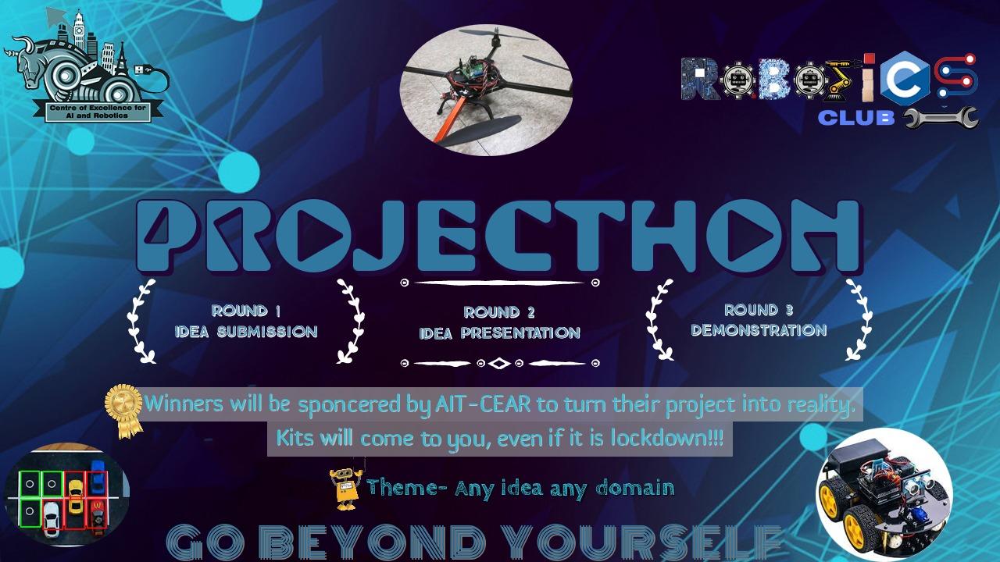 Centre of Excellence for
AI and Robotics
ROBOTICS
CLUB
PROJECTHON
ROUND 1
IDEA SUBMISSION
ROUND 2
IDEA PRESENTATION
ROUND 3
DEMONSTRATION
Winners will be sponcered by AIT-CEAR to turn their project into reality.
Kits will come to you, even if it is lockdown!!!
Theme- Any idea any domain
GO BEYOND YOURSELF